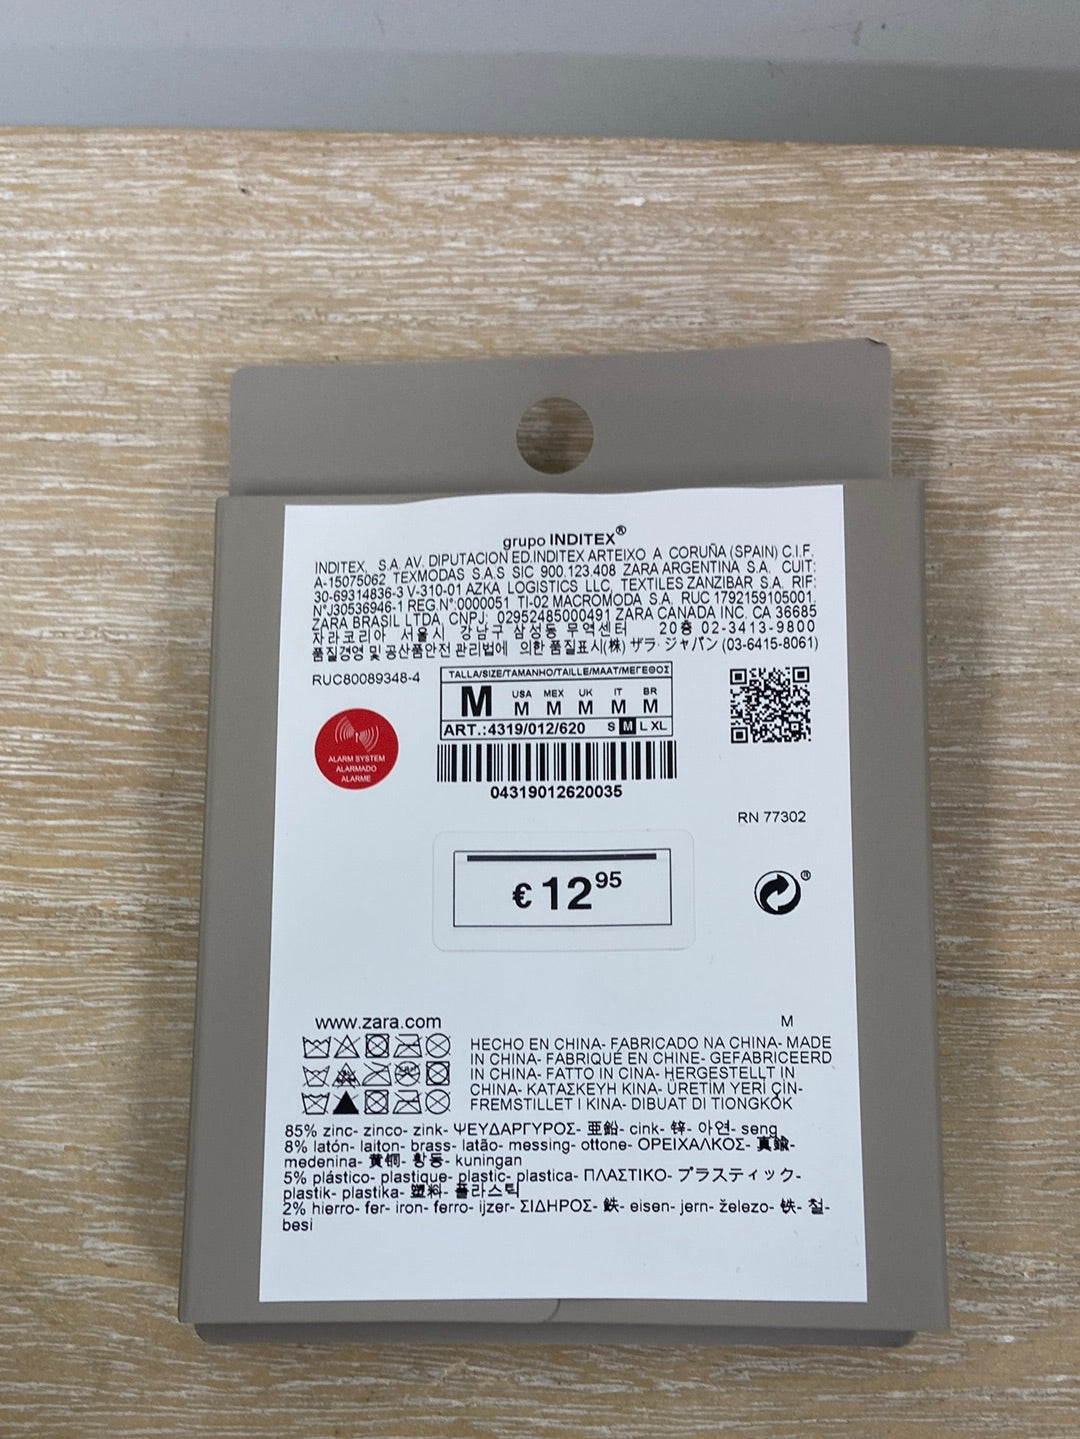 grupo INDITEX®
INDITEX, S.A. AV. DIPUTACION ED.INDITEX ARTEIXO A CORUÑA (SPAIN) C.I.F.
A-15075062 TEXMODAS S.A.S SIC 900.123.408 ZARA ARGENTINA S.A. CUIT:
30-69314836-3 V-310-01 AZKA LOGISTICS LLC, TEXTILES ZANZIBAR S.A. RIF:
N°J30536946-1 REG.N°:0000051 TI-02 MACROMODA S.A. RUC 1792159105001.
ZARA BRASIL LTDA, CNPJ: 02952485000491 ZARA CANADA INC. CA 36685
자라코리아 서울시 강남구 삼성동 무역센터 20층 02-3413-9800
품질경영 및 공산품안전 관리법에 의한 품질표시(株) ザラ・ジャパン (03-6415-8061)
RUC80089348-4
TALLA/SIZE/TAMANHO/TAILLE/MAAT/ΜΕΓΕΘΟΣ
M USA MEX UK IT BR
M M M M M
ART.:4319/012/620 S M L XL
ALARM SYSTEM
ALARMADO
ALARME
04319012620035
RN 77302
€ 12 95
®
www.zara.com
M
HECHO EN CHINA- FABRICADO NA CHINA- MADE
IN CHINA- FABRIQUÉ EN CHINE- GEFABRICEERD
IN CHINA- FATTO IN CINA- HERGESTELLT IN
CHINA- ΚΑΤΑΣΚΕΥΗ ΚΙΝΑ- ÜRETİM YERİ ÇİN-
FREMSTILLET I KINA- DIBUAT DI TIONGKOK
85% zinc- zinco- zink- ΨΕΥΔΑΡΓΥΡΟΣ- 亜鉛- cink- 锌- 아연- seng
8% latón- laiton- brass- latão- messing- ottone- ΟΡΕΙΧΑΛΚΟΣ- 真鍮-
medenina- 黄铜- 황동- kuningan
5% plástico- plastique- plastic- plastica- ΠΛΑΣΤΙΚΟ- プラスティック-
plastik- plastika- 塑料- 플라스틱
2% hierro- fer- iron- ferro- ijzer- ΣΙΔΗΡΟΣ- 鉄- eisen- jern- železo- 铁- 철-
besi